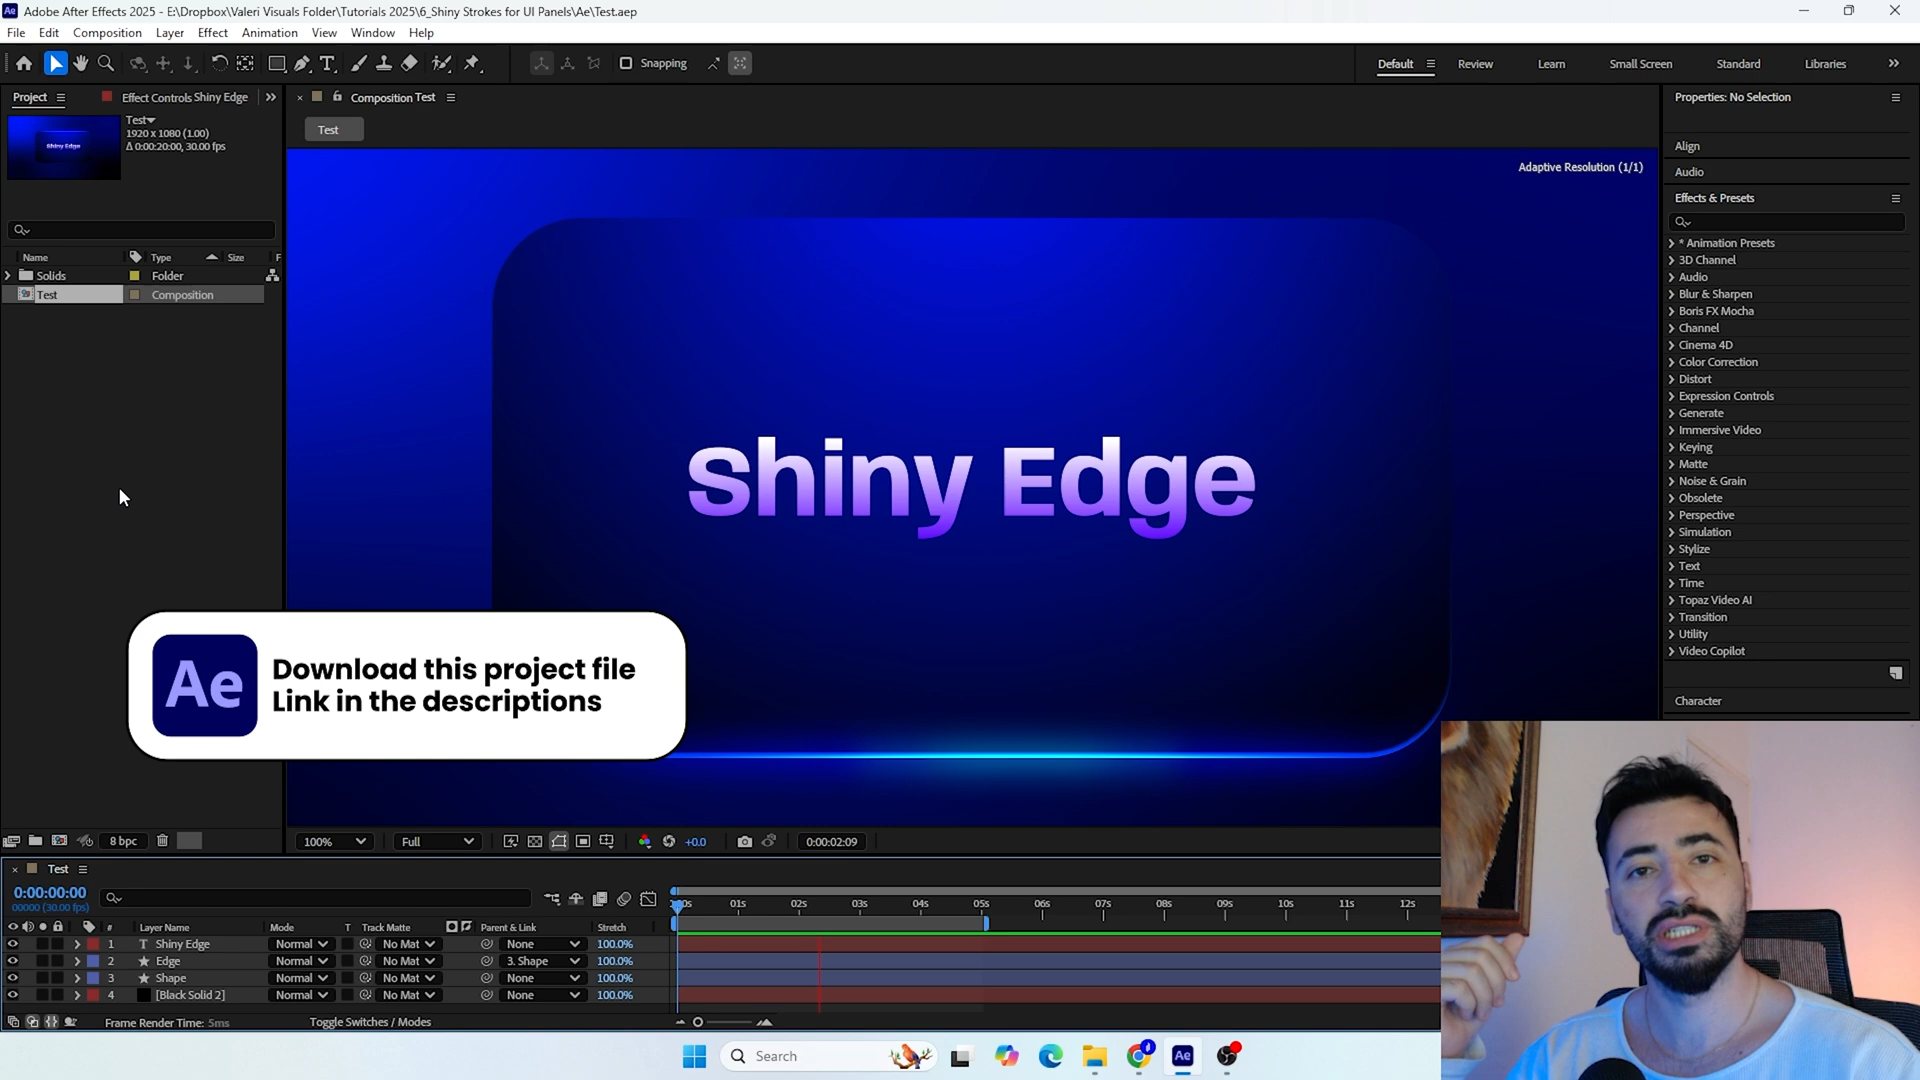 Ae Adobe After Effects 2025 - E:\Dropbox\Valeri Visuals Folder\Tutorials 2025\6_Shiny Strokes for UI Panels\Ae\Test.aep
File Edit Composition Layer Effect Animation View Window Help
Snapping
Default Review Learn Small Screen Standard Libraries
Project
Effect Controls Shiny Edge
Composition Test
Properties: No Selection
Test
1920 x 1080 (1.00)
Δ 0:00:20:00, 30.00 fps
Shiny Edge
Test
Adaptive Resolution (1/1)
Align
Audio
Effects & Presets
Name Type Size F
Solids Folder
Test Composition
* Animation Presets
3D Channel
Audio
Blur & Sharpen
Boris FX Mocha
Channel
Cinema 4D
Color Correction
Distort
Expression Controls
Generate
Immersive Video
Keying
Matte
Noise & Grain
Obsolete
Perspective
Simulation
Stylize
Text
Time
Topaz Video AI
Transition
Utility
Video Copilot
Character
Shiny Edge
Ae
Download this project file
Link in the descriptions
8 bpc
100% Full +0.0 0:00:02:09
Test
0:00:00:00
00000 (30.00 fps)
01s 02s 03s 04s 05s 06s 07s 08s 09s 10s 11s 12s
# Layer Name Mode T Track Matte Parent & Link Stretch
1 T Shiny Edge Normal No Mat None 100.0%
2 Edge Normal No Mat 3. Shape 100.0%
3 Shape Normal No Mat None 100.0%
4 [Black Solid 2] Normal No Mat None 100.0%
Frame Render Time: 5ms
Toggle Switches / Modes
Search
Ae